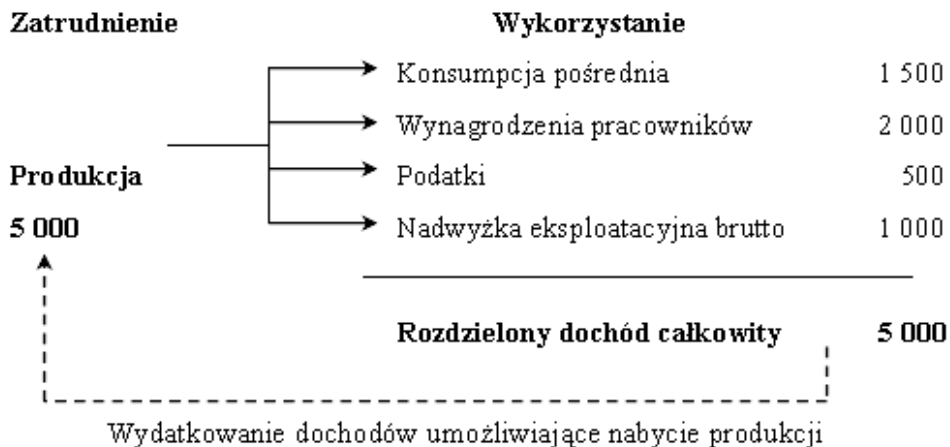 Zatrudnienie Wykorzystanie
Konsumpcja pośrednia 1 500
Wynagrodzenia pracowników 2 000
Produkcja Podatki 500
5 000 Nadwyżka eksploatacyjna brutto 1 000
Rozdzielony dochód całkowity 5 000
Wydatkowanie dochodów umożliwiające nabycie produkcji